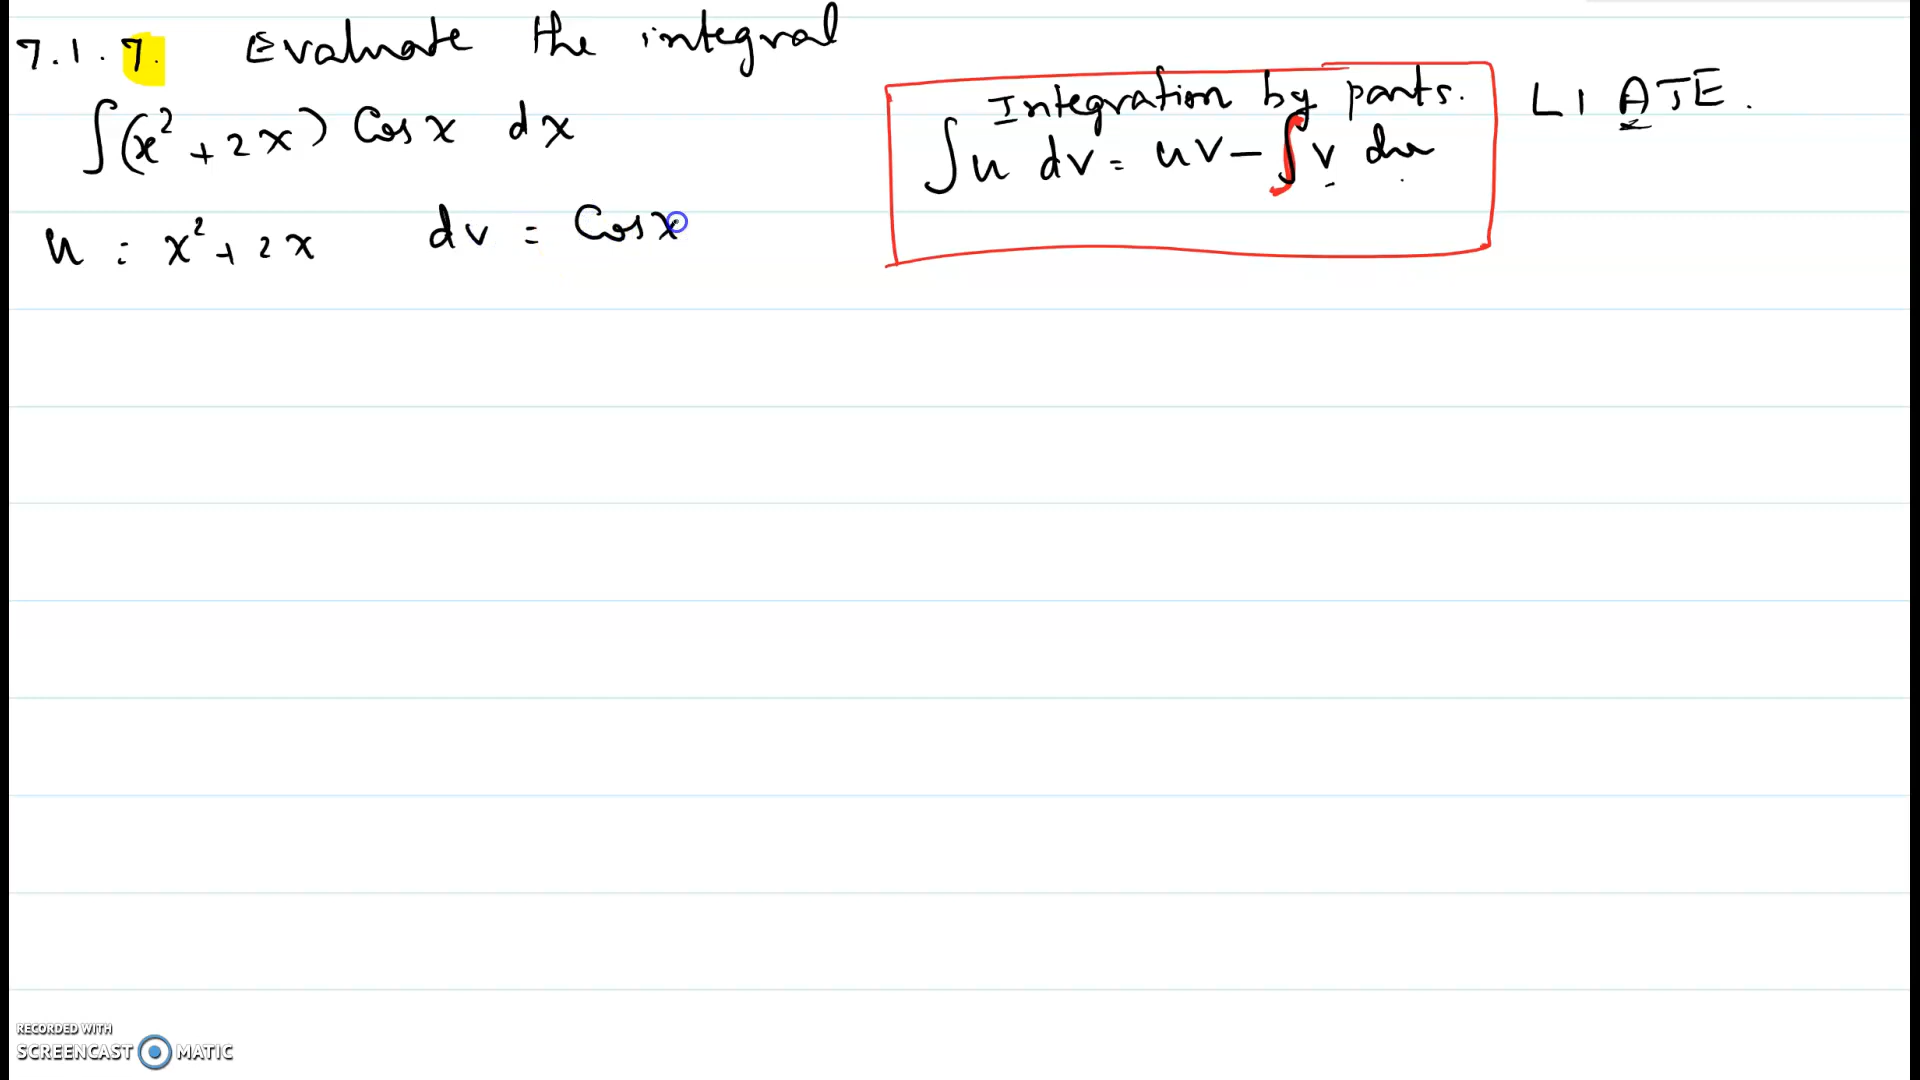 7.1.7. Evaluate the integral
∫(x² + 2x) Cos x dx
u = x² + 2x dv = Cos x
Integration by parts.
∫u dv = uv − ∫v du
LIATE.
RECORDED WITH
SCREENCAST MATIC